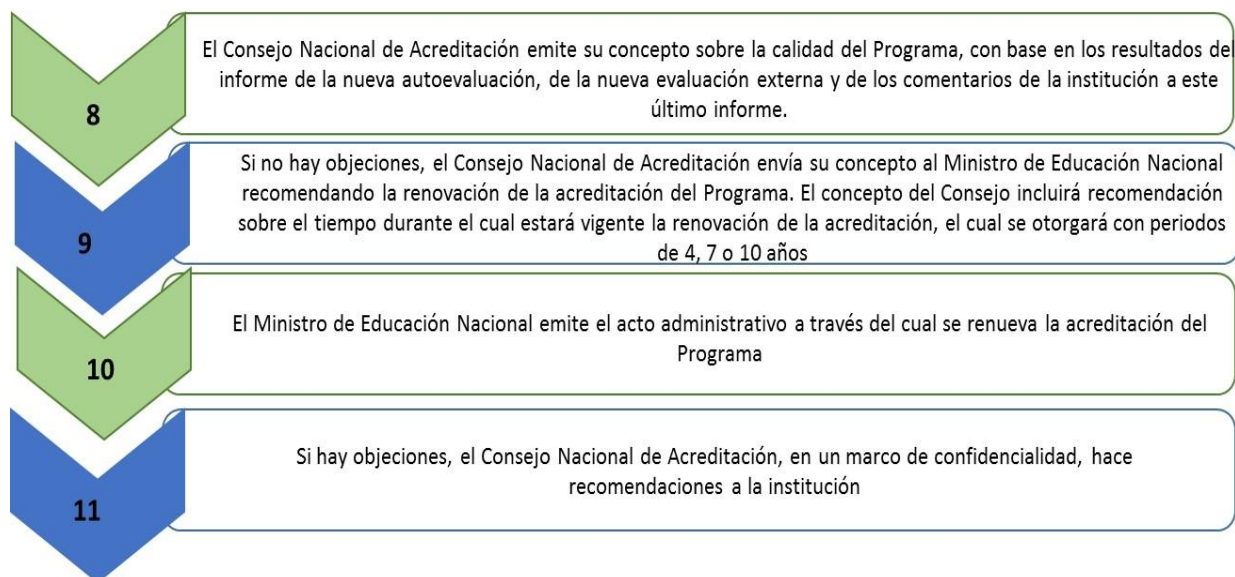 8
El Consejo Nacional de Acreditación emite su concepto sobre la calidad del Programa, con base en los resultados del
informe de la nueva autoevaluación, de la nueva evaluación externa y de los comentarios de la institución a este
último informe.
9
Si no hay objeciones, el Consejo Nacional de Acreditación envía su concepto al Ministro de Educación Nacional
recomendando la renovación de la acreditación del Programa. El concepto del Consejo incluirá recomendación
sobre el tiempo durante el cual estará vigente la renovación de la acreditación, el cual se otorgará con periodos
de 4, 7 o 10 años
10
El Ministro de Educación Nacional emite el acto administrativo a través del cual se renueva la acreditación del
Programa
11
Si hay objeciones, el Consejo Nacional de Acreditación, en un marco de confidencialidad, hace
recomendaciones a la institución